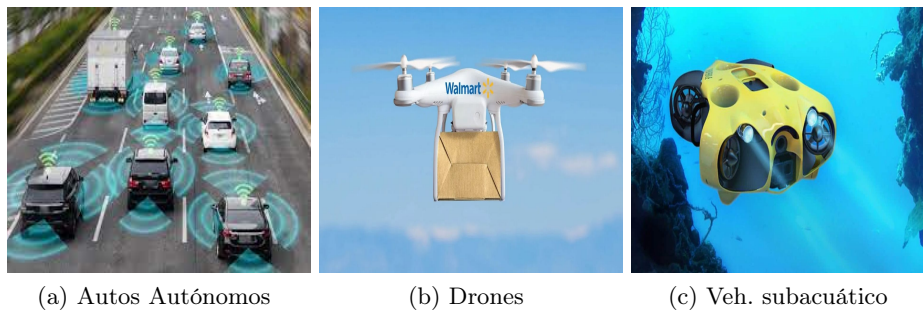 Walmart
(a) Autos Autónomos
(b) Drones
(c) Veh. subacuático